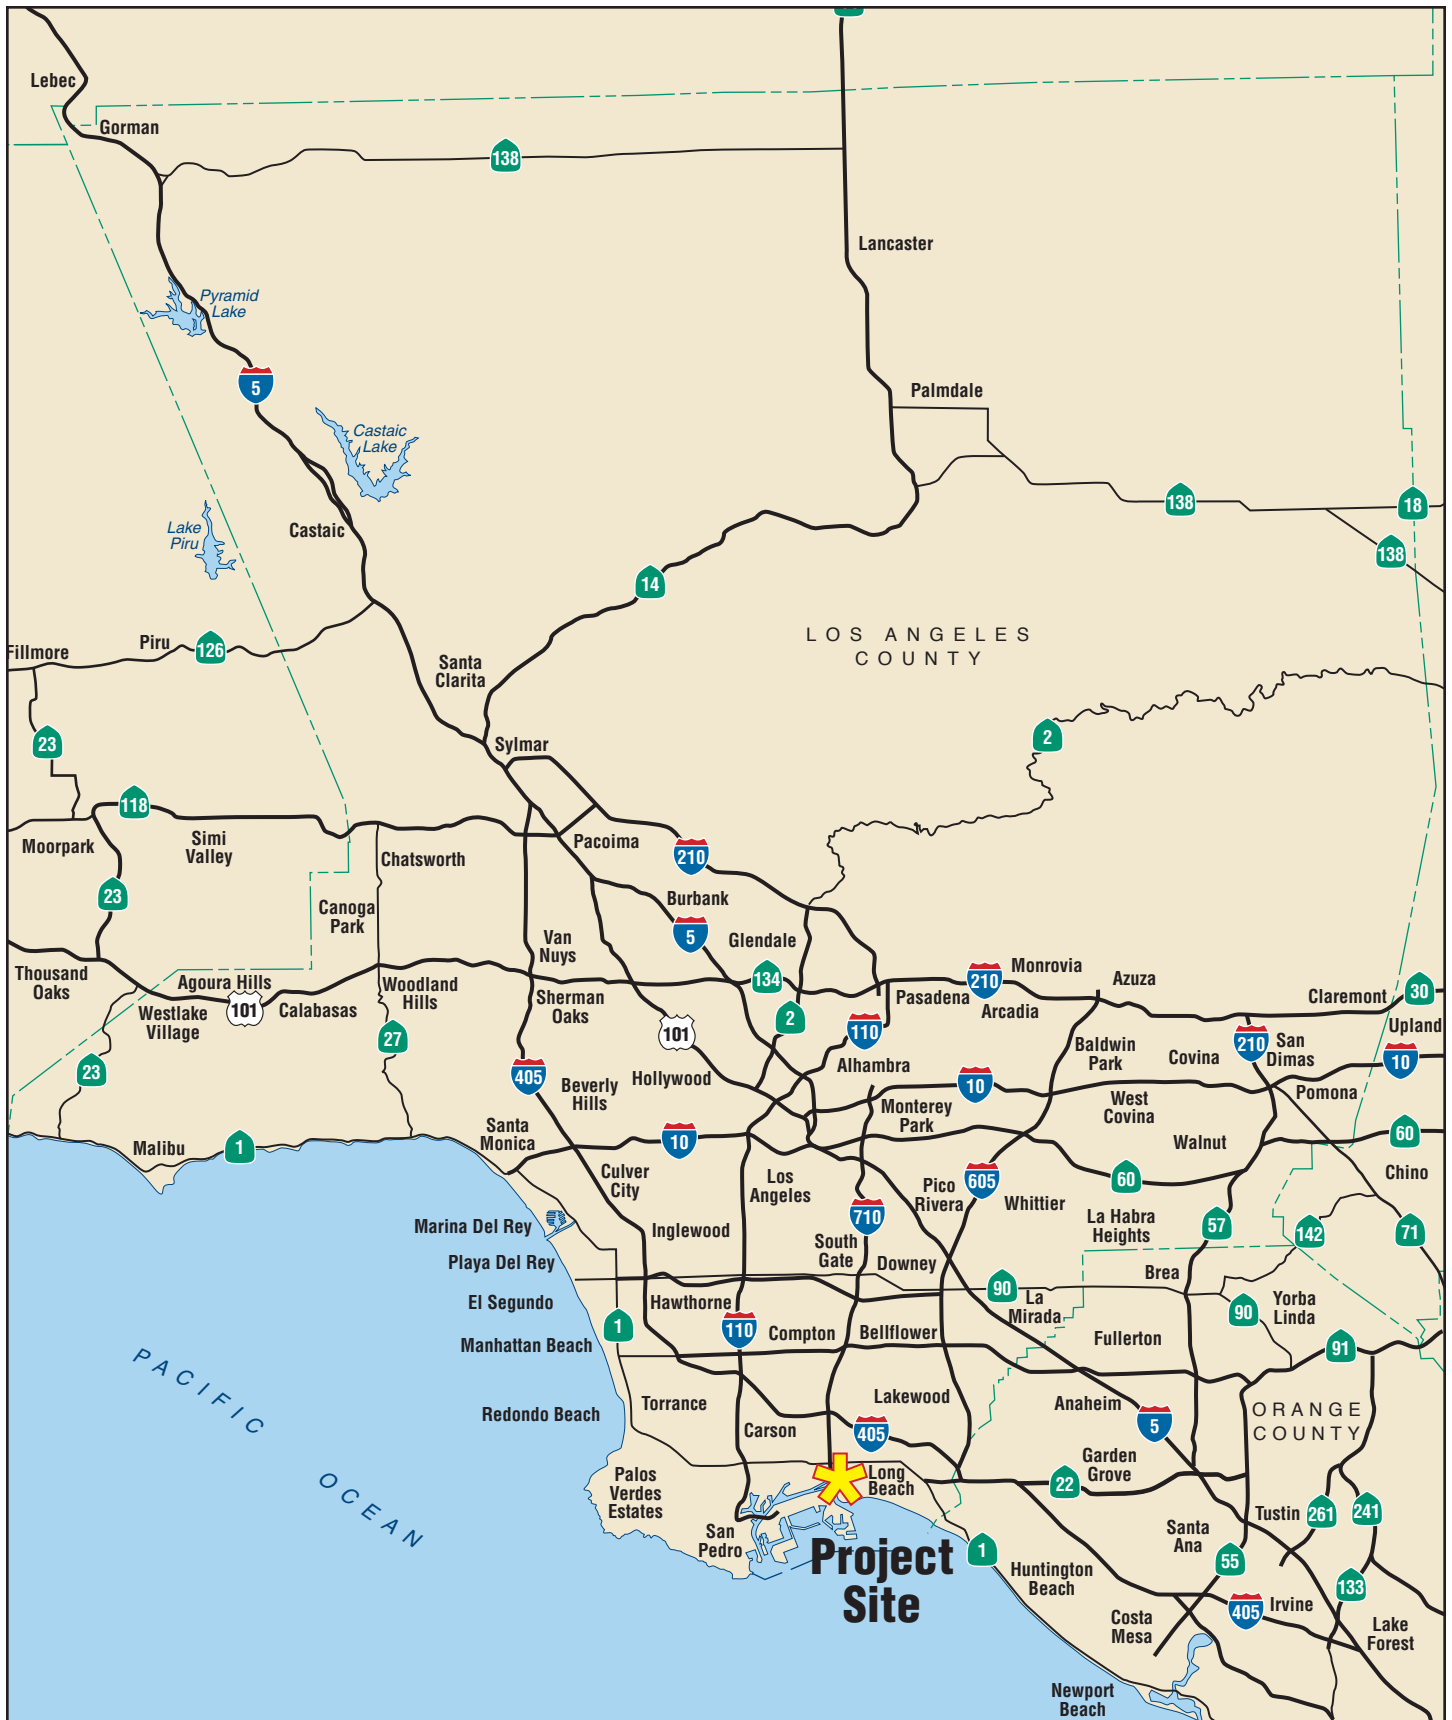 Lebec
Gorman
138
Lancaster
Pyramid
Lake
5
Palmdale
Castaic
Lake
138
18
Lake
Piru
Castaic
138
14
LOS ANGELES
COUNTY
Fillmore
Piru
126
Santa
Clarita
23
Sylmar
2
118
Moorpark
Simi
Valley
Chatsworth
Pacoima
210
23
Canoga
Park
Burbank
5
Van
Nuys
Glendale
Thousand
Oaks
Agoura Hills
101
Calabasas
Westlake
Village
Woodland
Hills
Sherman
Oaks
134
2
Pasadena
210
Monrovia
Arcadia
Azuza
Claremont
30
Upland
27
101
110
Alhambra
Baldwin
Park
Covina
210
San
Dimas
10
23
405
Beverly
Hills
Hollywood
10
Monterey
Park
West
Covina
Pomona
Malibu
1
Santa
Monica
10
Walnut
60
Chino
Culver
City
Los
Angeles
Pico
Rivera
605
Whittier
60
Marina Del Rey
Inglewood
710
South
Gate
Downey
La Habra
Heights
57
142
71
Playa Del Rey
El Segundo
Hawthorne
90
La
Mirada
Brea
90
Yorba
Linda
Manhattan Beach
1
110
Compton
Bellflower
Fullerton
91
PACIFIC
OCEAN
Redondo Beach
Torrance
Carson
Lakewood
405
Anaheim
5
ORANGE
COUNTY
Palos
Verdes
Estates
Long
Beach
22
Garden
Grove
San
Pedro
Project
Site
1
Huntington
Beach
Santa
Ana
55
Tustin
261
241
133
Costa
Mesa
405
Irvine
Lake
Forest
Newport
Beach